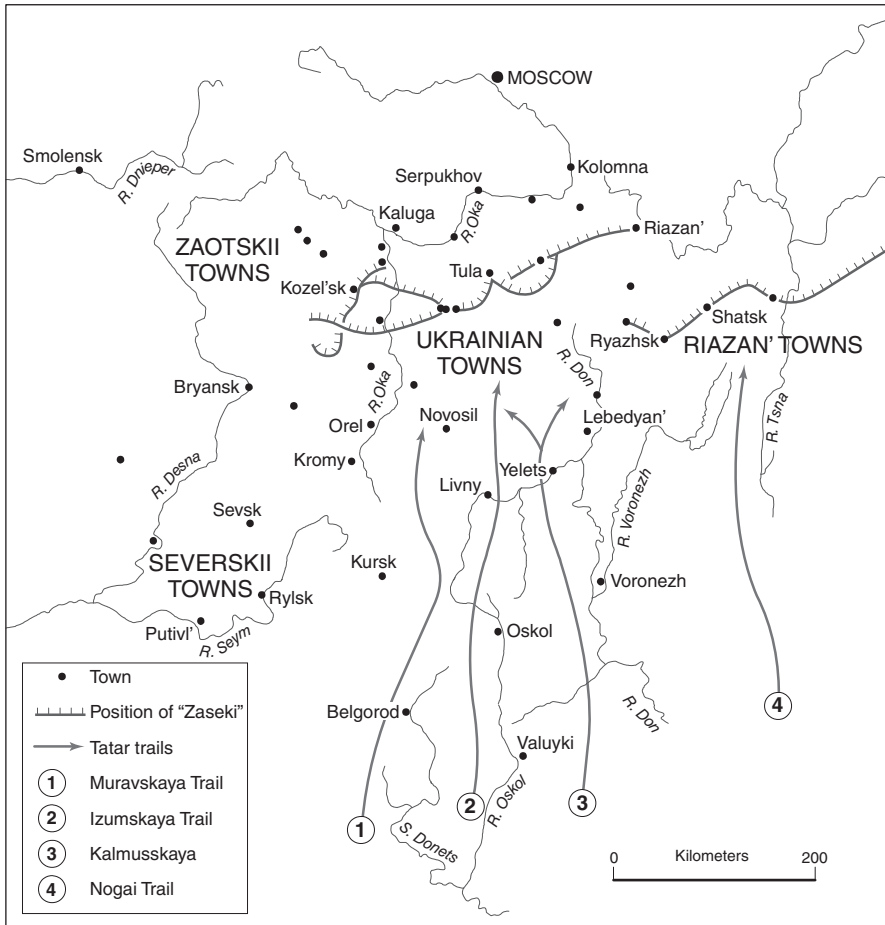 MOSCOW
Smolensk
R. Dnieper
Kolomna
Serpukhov
Kaluga
R. Oka
Riazan'
ZAOTSKII
TOWNS
Tula
Kozel'sk
Shatsk
Ryazhsk
UKRAINIAN
TOWNS
RIAZAN' TOWNS
R. Don
Bryansk
R. Oka
Novosil
Lebedyan'
R. Tsna
Orel
Kromy
Yelets
R. Desna
Livny
R. Voronezh
Sevsk
SEVERSKII
TOWNS
Kursk
Voronezh
Rylsk
Putivl'
R. Seym
Oskol
Town
Position of "Zaseki"
Tatar trails
1 Muravskaya Trail
2 Izumskaya Trail
3 Kalmusskaya
4 Nogai Trail
Belgorod
R. Don
4
Valuyki
R. Oskol
1
2
3
S. Donets
0 Kilometers 200